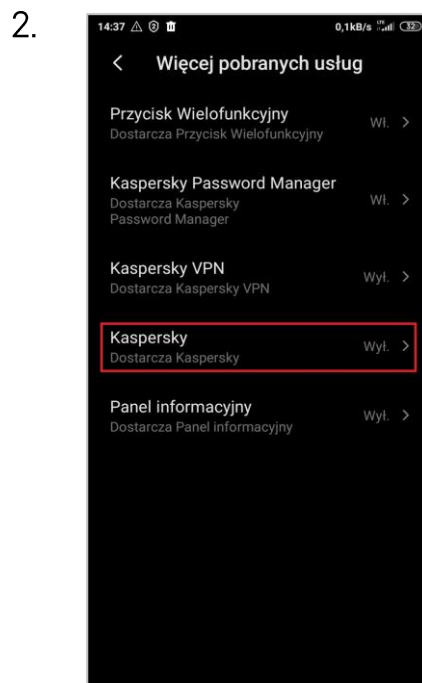 2.
14:37
0,1kB/s LTE 32
Więcej pobranych usług
Przycisk Wielofunkcyjny
Dostarcza Przycisk Wielofunkcyjny
Wł.
Kaspersky Password Manager
Dostarcza Kaspersky
Password Manager
Wł.
Kaspersky VPN
Dostarcza Kaspersky VPN
Wył.
Kaspersky
Dostarcza Kaspersky
Wył.
Panel informacyjny
Dostarcza Panel informacyjny
Wył.